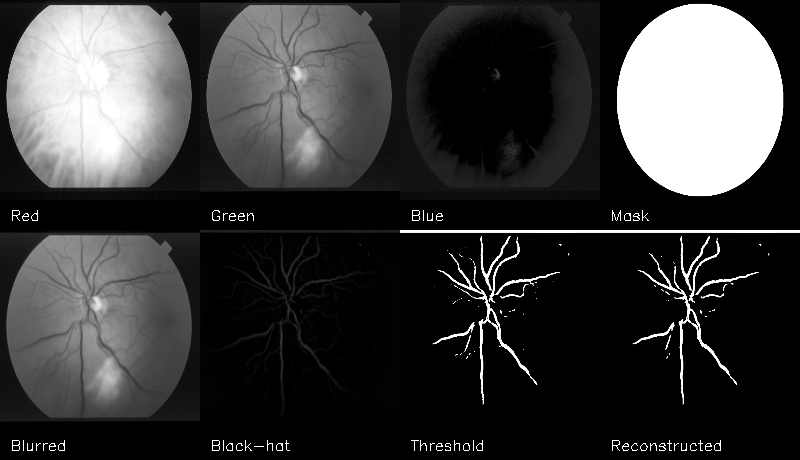 Red
Green
Blue
Mask
Blurred
Black-hat
Threshold
Reconstructed